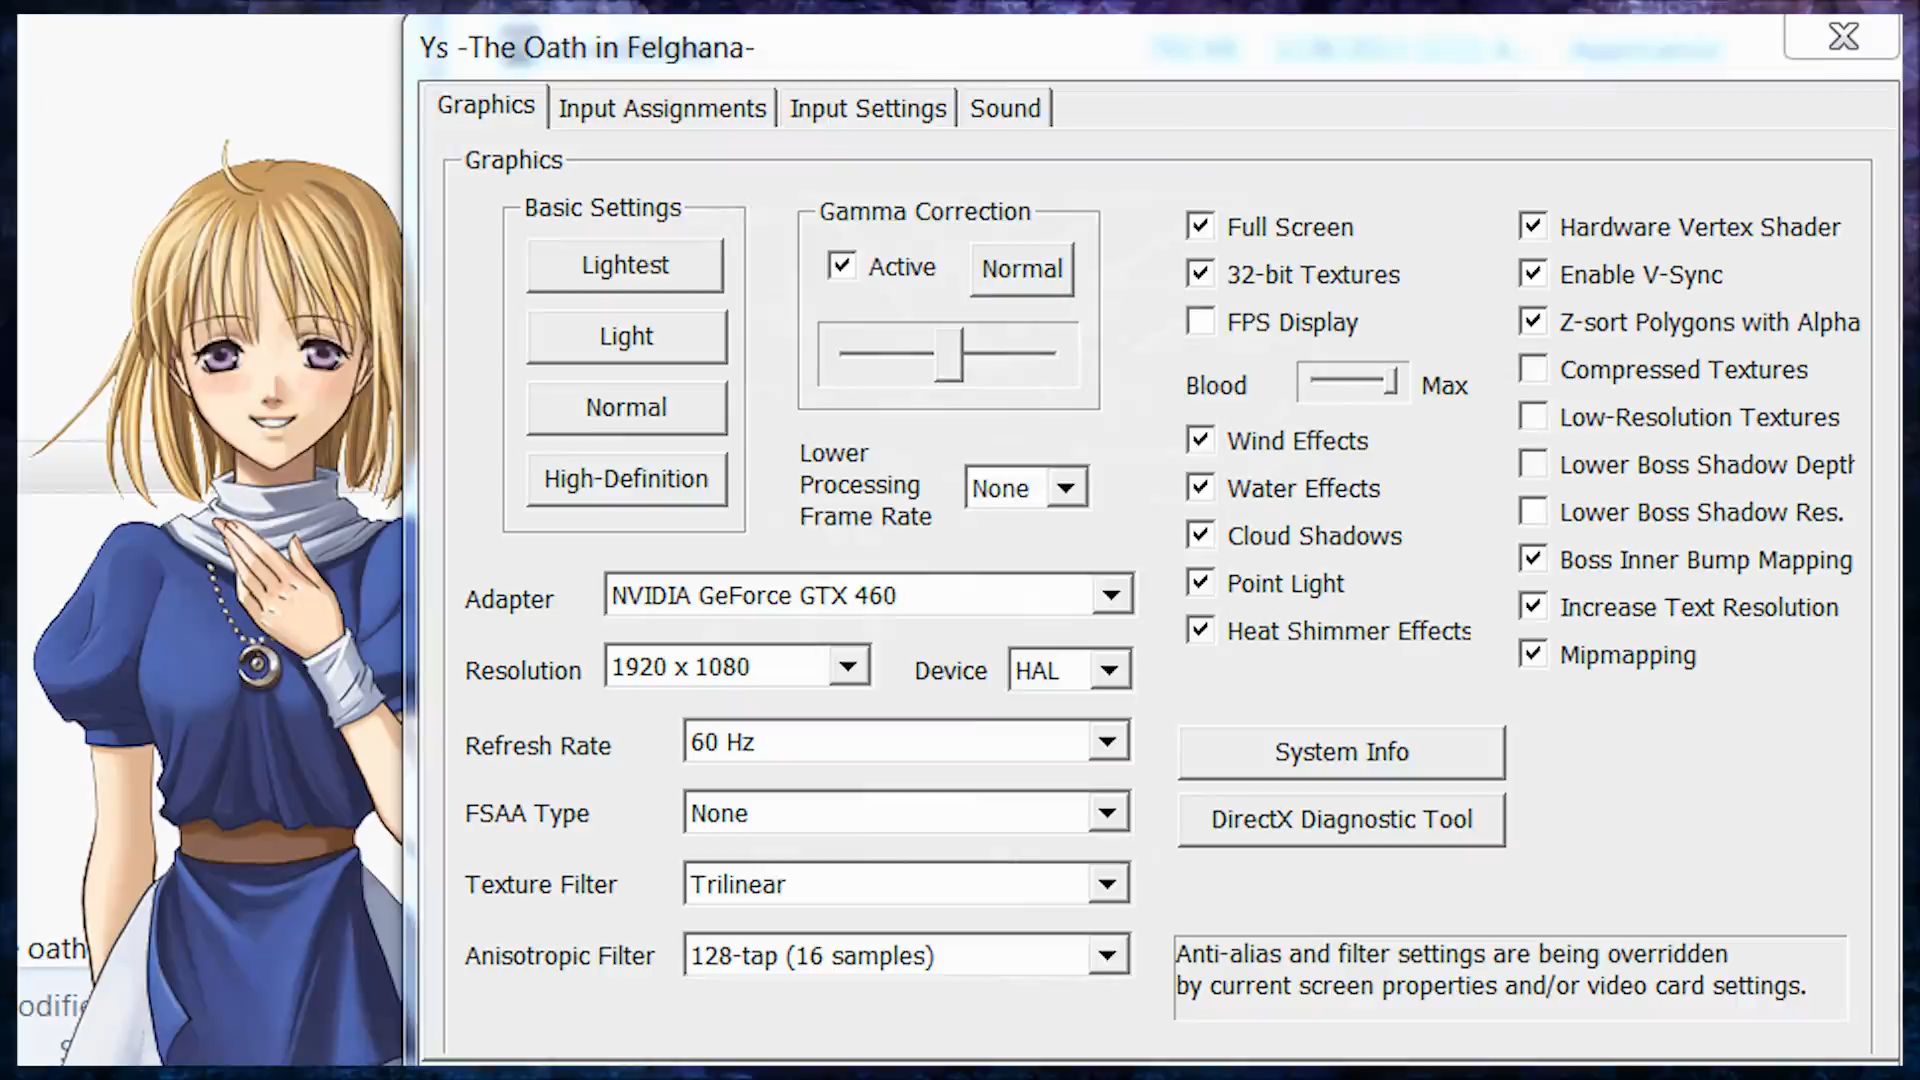 Ys -The Oath in Felghana-
Graphics
Input Assignments
Input Settings
Sound
Graphics
Basic Settings
Lightest
Light
Normal
High-Definition
Gamma Correction
Active
Normal
Lower
Processing
Frame Rate
None
Adapter
NVIDIA GeForce GTX 460
Resolution
1920 x 1080
Device
HAL
Refresh Rate
60 Hz
FSAA Type
None
Texture Filter
Trilinear
Anisotropic Filter
128-tap (16 samples)
Full Screen
32-bit Textures
FPS Display
Blood
Max
Wind Effects
Water Effects
Cloud Shadows
Point Light
Heat Shimmer Effects
Hardware Vertex Shader
Enable V-Sync
Z-sort Polygons with Alpha
Compressed Textures
Low-Resolution Textures
Lower Boss Shadow Depth
Lower Boss Shadow Res.
Boss Inner Bump Mapping
Increase Text Resolution
Mipmapping
System Info
DirectX Diagnostic Tool
Anti-alias and filter settings are being overridden
by current screen properties and/or video card settings.
oath
odifie